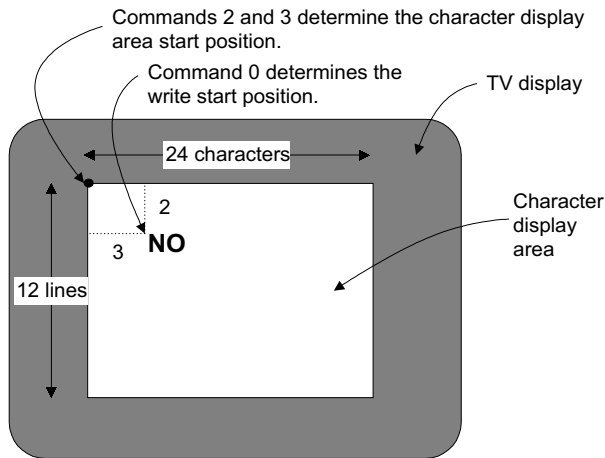 Commands 2 and 3 determine the character display
area start position.
Command 0 determines the
write start position.
TV display
24 characters
2
3
NO
Character
display
area
12 lines